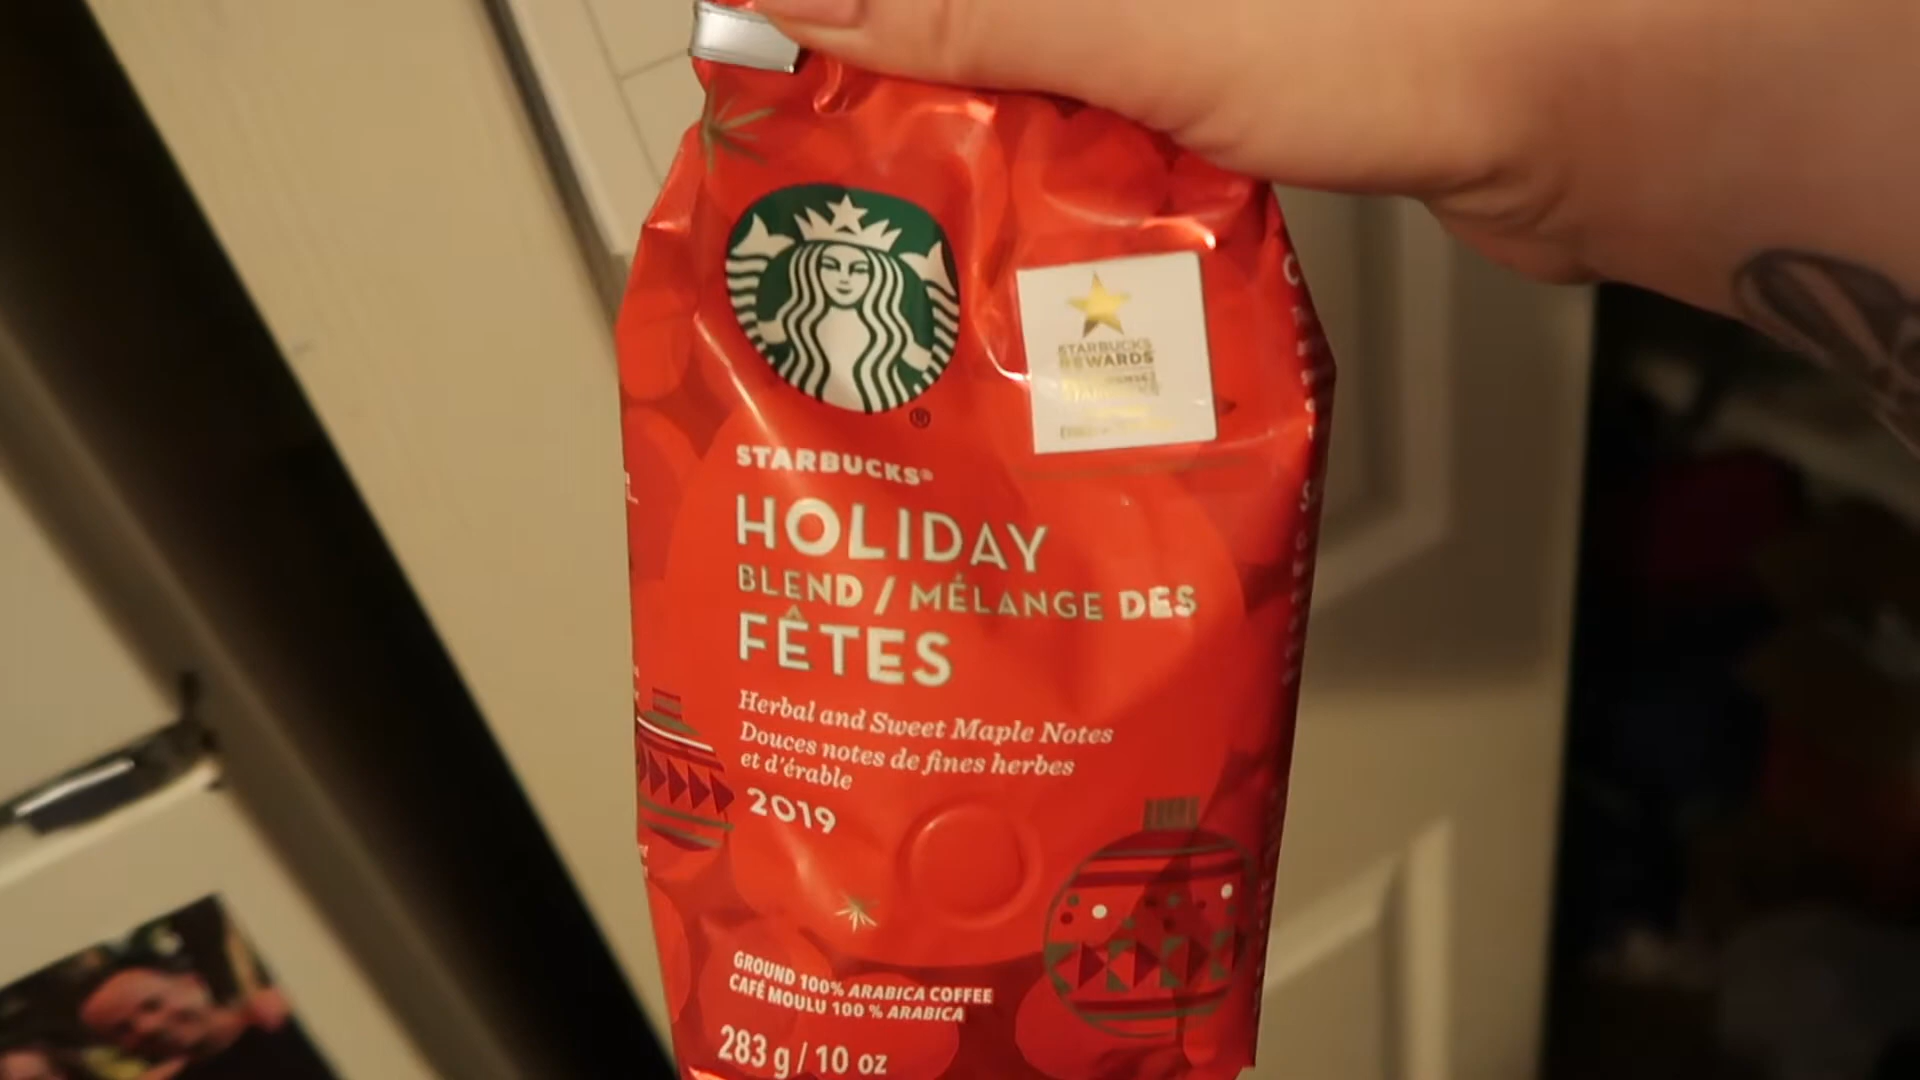 STARBUCKS
REWARDS
STARBUCKS®
HOLIDAY
BLEND / MÉLANGE DES
FÊTES
Herbal and Sweet Maple Notes
Douces notes de fines herbes
et d'érable
2019
GROUND 100% ARABICA COFFEE
CAFÉ MOULU 100 % ARABICA
283 g / 10 oz